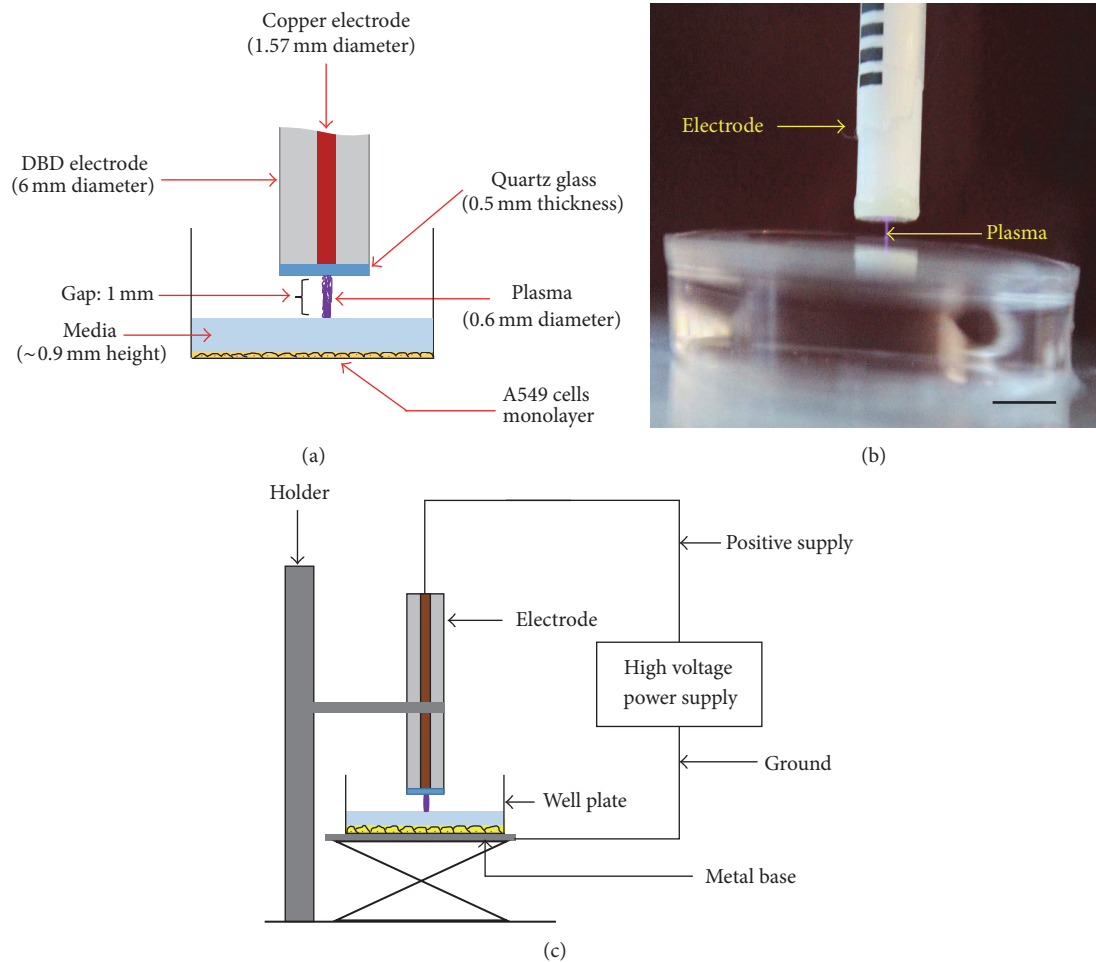 Copper electrode
(1.57 mm diameter)
DBD electrode
(6 mm diameter)
Quartz glass
(0.5 mm thickness)
Gap: 1 mm
Plasma
(0.6 mm diameter)
Media
(~0.9 mm height)
A549 cells
monolayer
(a)
Electrode
Plasma
(b)
Holder
Positive supply
Electrode
High voltage
power supply
Ground
Well plate
Metal base
(c)